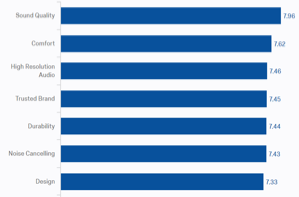 Sound Quality 7.96
Comfort 7.62
High Resolution
Audio 7.46
Trusted Brand 7.45
Durability 7.44
Noise Cancelling 7.43
Design 7.33